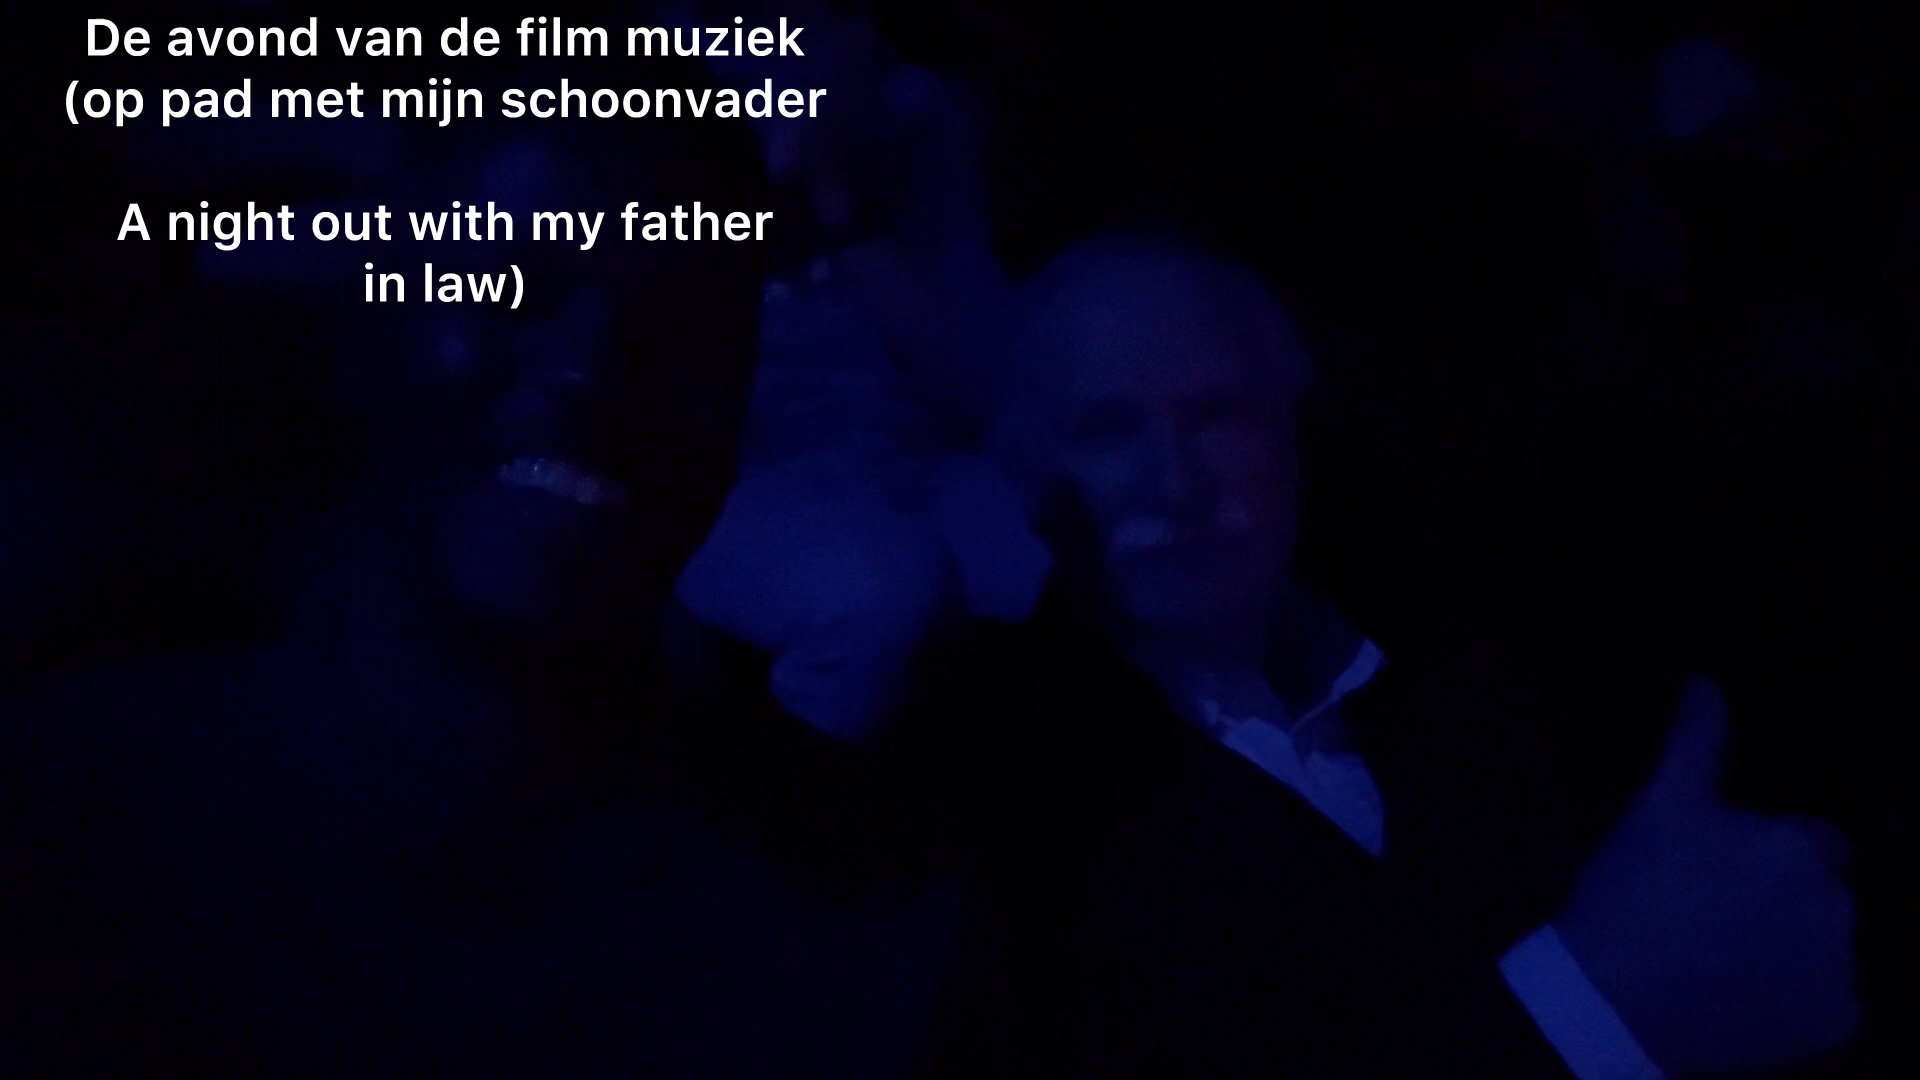 De avond van de film muziek
(op pad met mijn schoonvader
A night out with my father
in law)